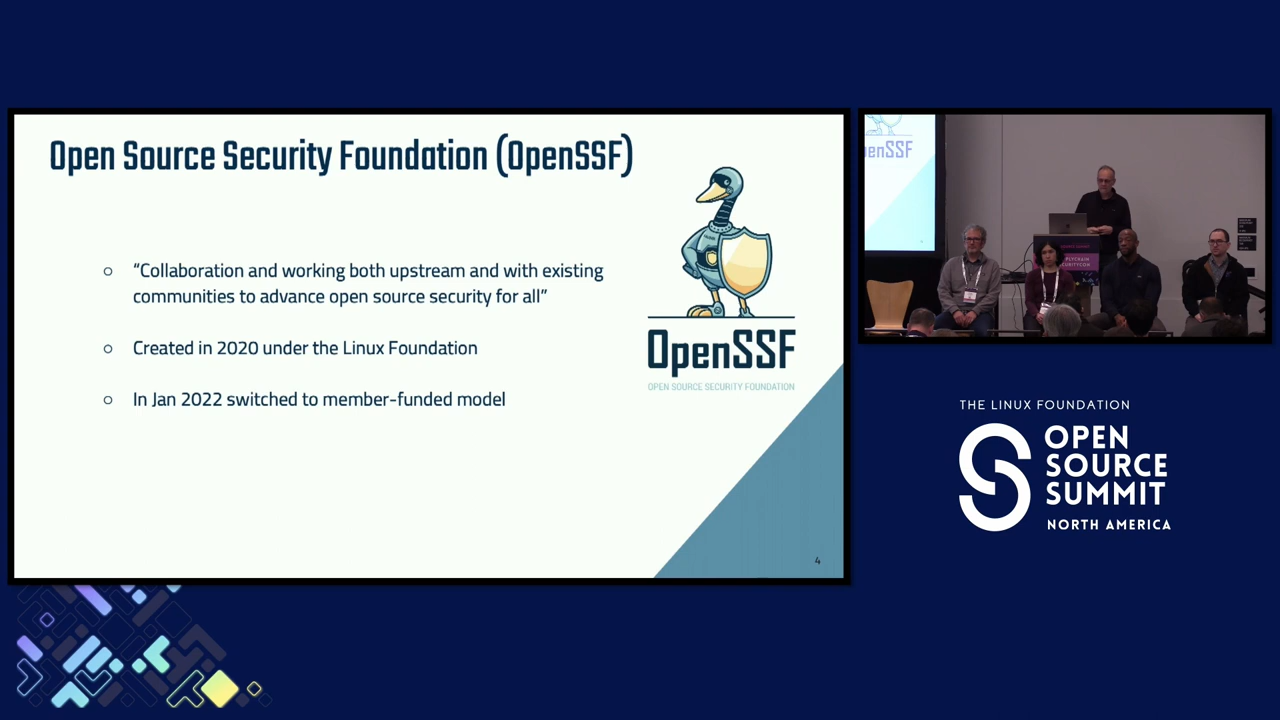 Open Source Security Foundation (OpenSSF)
○ “Collaboration and working both upstream and with existing
communities to advance open source security for all”
○ Created in 2020 under the Linux Foundation
○ In Jan 2022 switched to member-funded model
OpenSSF
OPEN SOURCE SECURITY FOUNDATION
4
enSSF
THE LINUX FOUNDATION
OPEN
SOURCE
SUMMIT
NORTH AMERICA